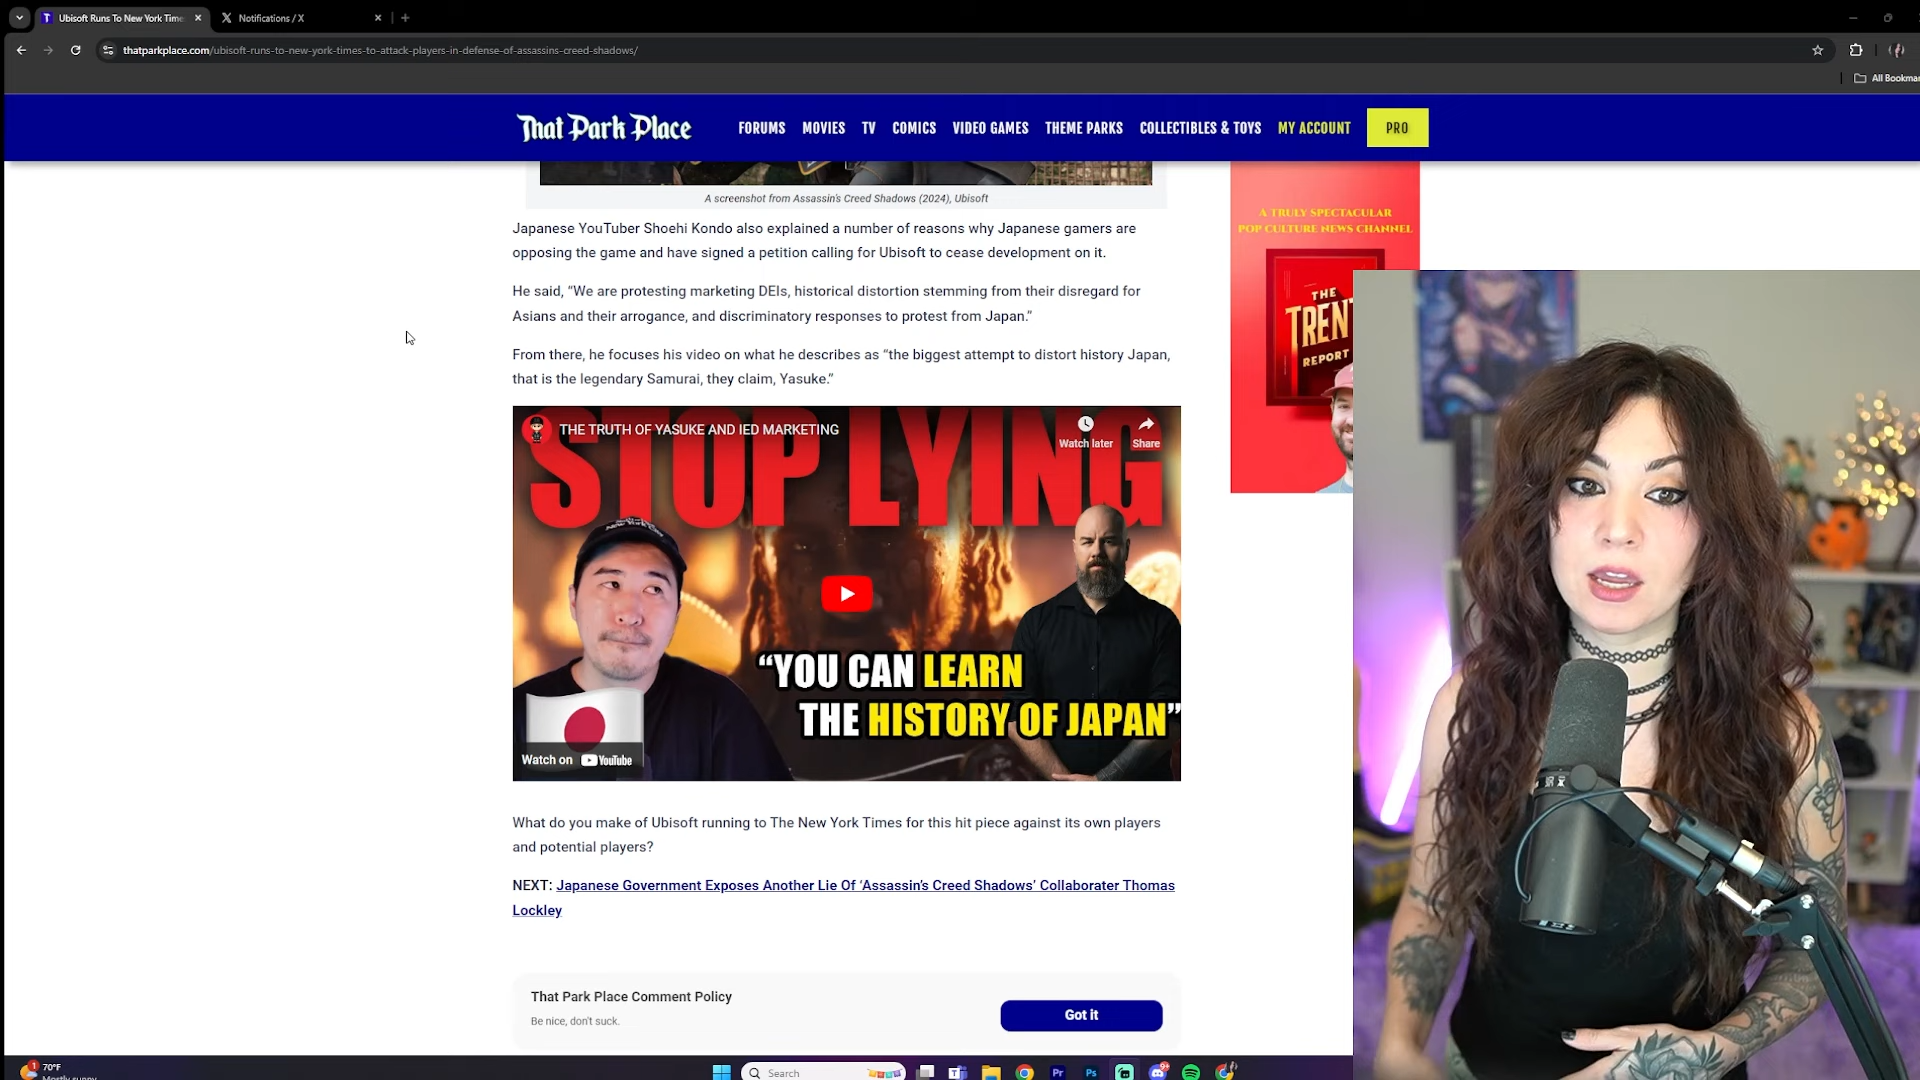 Ubisoft Runs To New York Time
Notifications / X
thatparkplace.com/ubisoft-runs-to-new-york-times-to-attack-players-in-defense-of-assassins-creed-shadows/
All Bookmar
That Park Place
FORUMS MOVIES TV COMICS VIDEO GAMES THEME PARKS COLLECTIBLES & TOYS MY ACCOUNT PRO
A screenshot from Assassin's Creed Shadows (2024), Ubisoft
Japanese YouTuber Shoehi Kondo also explained a number of reasons why Japanese gamers are
opposing the game and have signed a petition calling for Ubisoft to cease development on it.
He said, “We are protesting marketing DEIs, historical distortion stemming from their disregard for
Asians and their arrogance, and discriminatory responses to protest from Japan.”
From there, he focuses his video on what he describes as “the biggest attempt to distort history Japan,
that is the legendary Samurai, they claim, Yasuke.”
THE TRUTH OF YASUKE AND IED MARKETING
Watch later
Share
STOP LYING
“YOU CAN LEARN
THE HISTORY OF JAPAN”
Watch on YouTube
What do you make of Ubisoft running to The New York Times for this hit piece against its own players
and potential players?
NEXT: Japanese Government Exposes Another Lie Of ‘Assassin’s Creed Shadows’ Collaborater Thomas
Lockley
That Park Place Comment Policy
Be nice, don't suck.
Got it
A TRULY SPECTACULAR
POP CULTURE NEWS CHANNEL
THE
TRENT
REPORT
1
70°F
Mostly sunny
Search
T
Pr
Ps